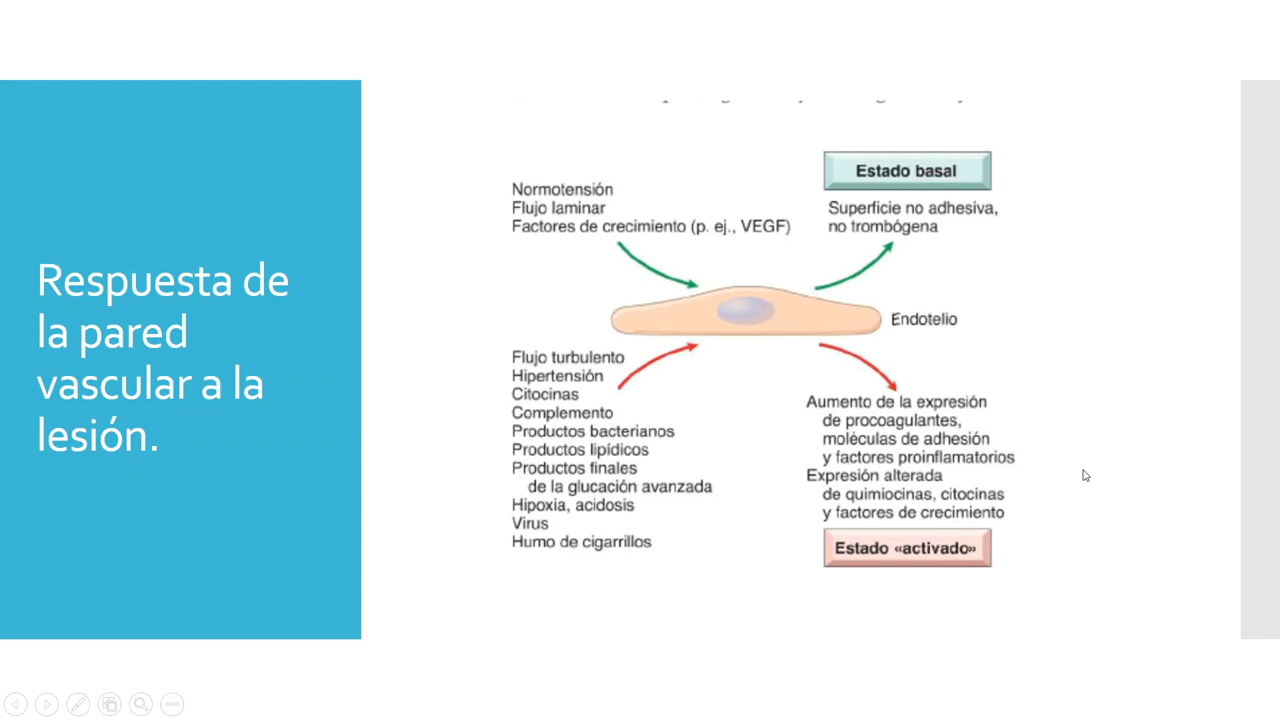 Respuesta de
la pared
vascular a la
lesión.
Normotensión
Flujo laminar
Factores de crecimiento (p. ej., VEGF)
Estado basal
Superficie no adhesiva,
no trombógena
Endotelio
Flujo turbulento
Hipertensión
Citocinas
Complemento
Productos bacterianos
Productos lipídicos
Productos finales
de la glucación avanzada
Hipoxia, acidosis
Virus
Humo de cigarrillos
Aumento de la expresión
de procoagulantes,
moléculas de adhesión
y factores proinflamatorios
Expresión alterada
de quimiocinas, citocinas
y factores de crecimiento
Estado «activado»